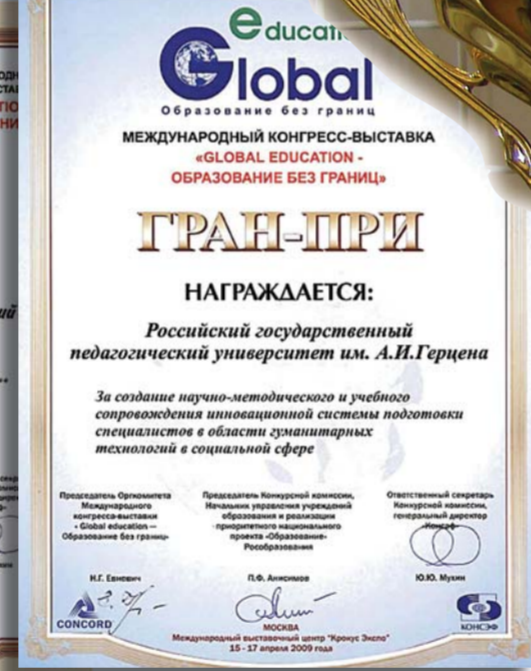 educati
Global
Образование без границ
МЕЖДУНАРОДНЫЙ КОНГРЕСС-ВЫСТАВКА
«GLOBAL EDUCATION -
ОБРАЗОВАНИЕ БЕЗ ГРАНИЦ»
ГРАН-ПРИ
НАГРАЖДАЕТСЯ:
Российский государственный
педагогический университет им. А.И.Герцена
За создание научно-методического и учебного
сопровождения инновационной системы подготовки
специалистов в области гуманитарных
технологий в социальной сфере
Председатель Оргкомитета
Международного
конгресса-выставки
- Global education —
Образование без границ»
Н.Г. Евневич
Председатель Конкурсной комиссии,
Начальник управления учреждений
образования и реализации
приоритетного национального
проекта «Образование»
Рособразования
П.Ф. Анисимов
Ответственный секретарь
Конкурсной комиссии,
генеральный директор
«Консэф»
Ю.Ю. Мукин
CONCORD
КОНСЭФ
МОСКВА
Международный выставочный центр "Крокус Экспо"
15 - 17 апреля 2009 года